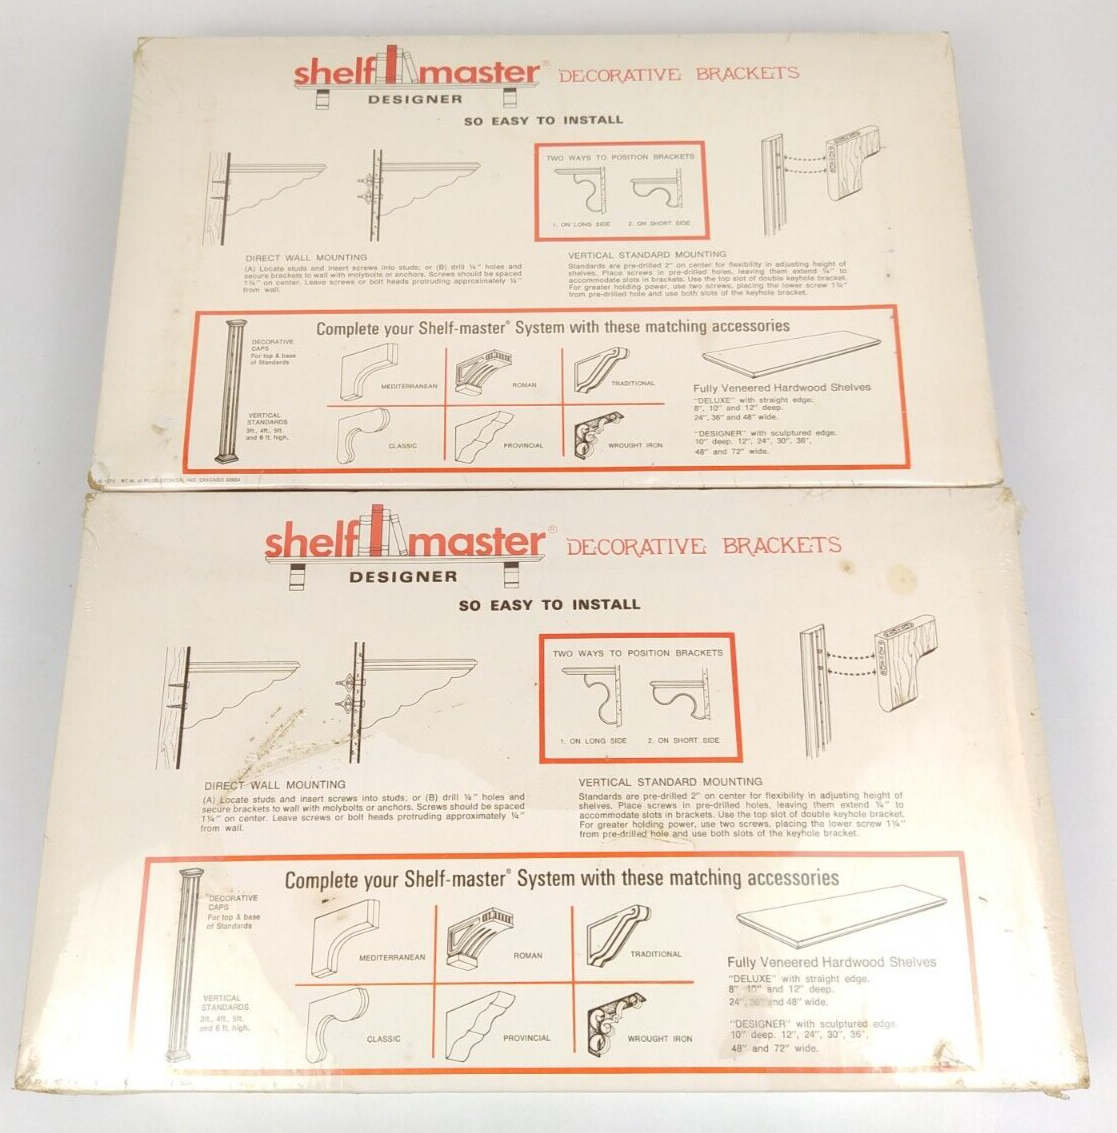 shelf master® DECORATIVE BRACKETS
DESIGNER
SO EASY TO INSTALL
TWO WAYS TO POSITION BRACKETS
1. ON LONG SIDE 2. ON SHORT SIDE
DIRECT WALL MOUNTING
(A) Locate studs and insert screws into studs; or (B) drill ¼" holes and
secure brackets to wall with molybolts or anchors. Screws should be spaced
1¼" on center. Leave screws or bolt heads protruding approximately ¼"
from wall.
VERTICAL STANDARD MOUNTING
Standards are pre-drilled 2" on center for flexibility in adjusting height of
shelves. Place screws in pre-drilled holes, leaving them extend ¼" to
accommodate slots in brackets. Use the top slot of double keyhole bracket.
For greater holding power, use two screws, placing the lower screw 1¼"
from pre-drilled hole and use both slots of the keyhole bracket.
Complete your Shelf-master® System with these matching accessories
DECORATIVE
CAPS
For top & base
of Standards
VERTICAL
STANDARDS
3ft., 4ft., 5ft.
and 6 ft. high.
MEDITERRANEAN
ROMAN
TRADITIONAL
CLASSIC
PROVINCIAL
WROUGHT IRON
Fully Veneered Hardwood Shelves
"DELUXE" with straight edge.
8", 10" and 12" deep.
24", 36" and 48" wide.
"DESIGNER" with sculptured edge.
10" deep. 12", 24", 30", 36",
48" and 72" wide.
INC. CHICAGO
shelf master® DECORATIVE BRACKETS
DESIGNER
SO EASY TO INSTALL
TWO WAYS TO POSITION BRACKETS
1. ON LONG SIDE 2. ON SHORT SIDE
DIRECT WALL MOUNTING
(A) Locate studs and insert screws into studs; or (B) drill ¼" holes and
secure brackets to wall with molybolts or anchors. Screws should be spaced
1¼" on center. Leave screws or bolt heads protruding approximately ¼"
from wall.
VERTICAL STANDARD MOUNTING
Standards are pre-drilled 2" on center for flexibility in adjusting height of
shelves. Place screws in pre-drilled holes, leaving them extend ¼" to
accommodate slots in brackets. Use the top slot of double keyhole bracket.
For greater holding power, use two screws, placing the lower screw 1¼"
from pre-drilled hole and use both slots of the keyhole bracket.
Complete your Shelf-master® System with these matching accessories
DECORATIVE
CAPS
For top & base
of Standards
VERTICAL
STANDARDS
3ft., 4ft., 5ft.
and 6 ft. high.
MEDITERRANEAN
ROMAN
TRADITIONAL
CLASSIC
PROVINCIAL
WROUGHT IRON
Fully Veneered Hardwood Shelves
"DELUXE" with straight edge.
8" 10" and 12" deep.
24", 36" and 48" wide.
"DESIGNER" with sculptured edge.
10" deep. 12", 24", 30", 36",
48" and 72" wide.